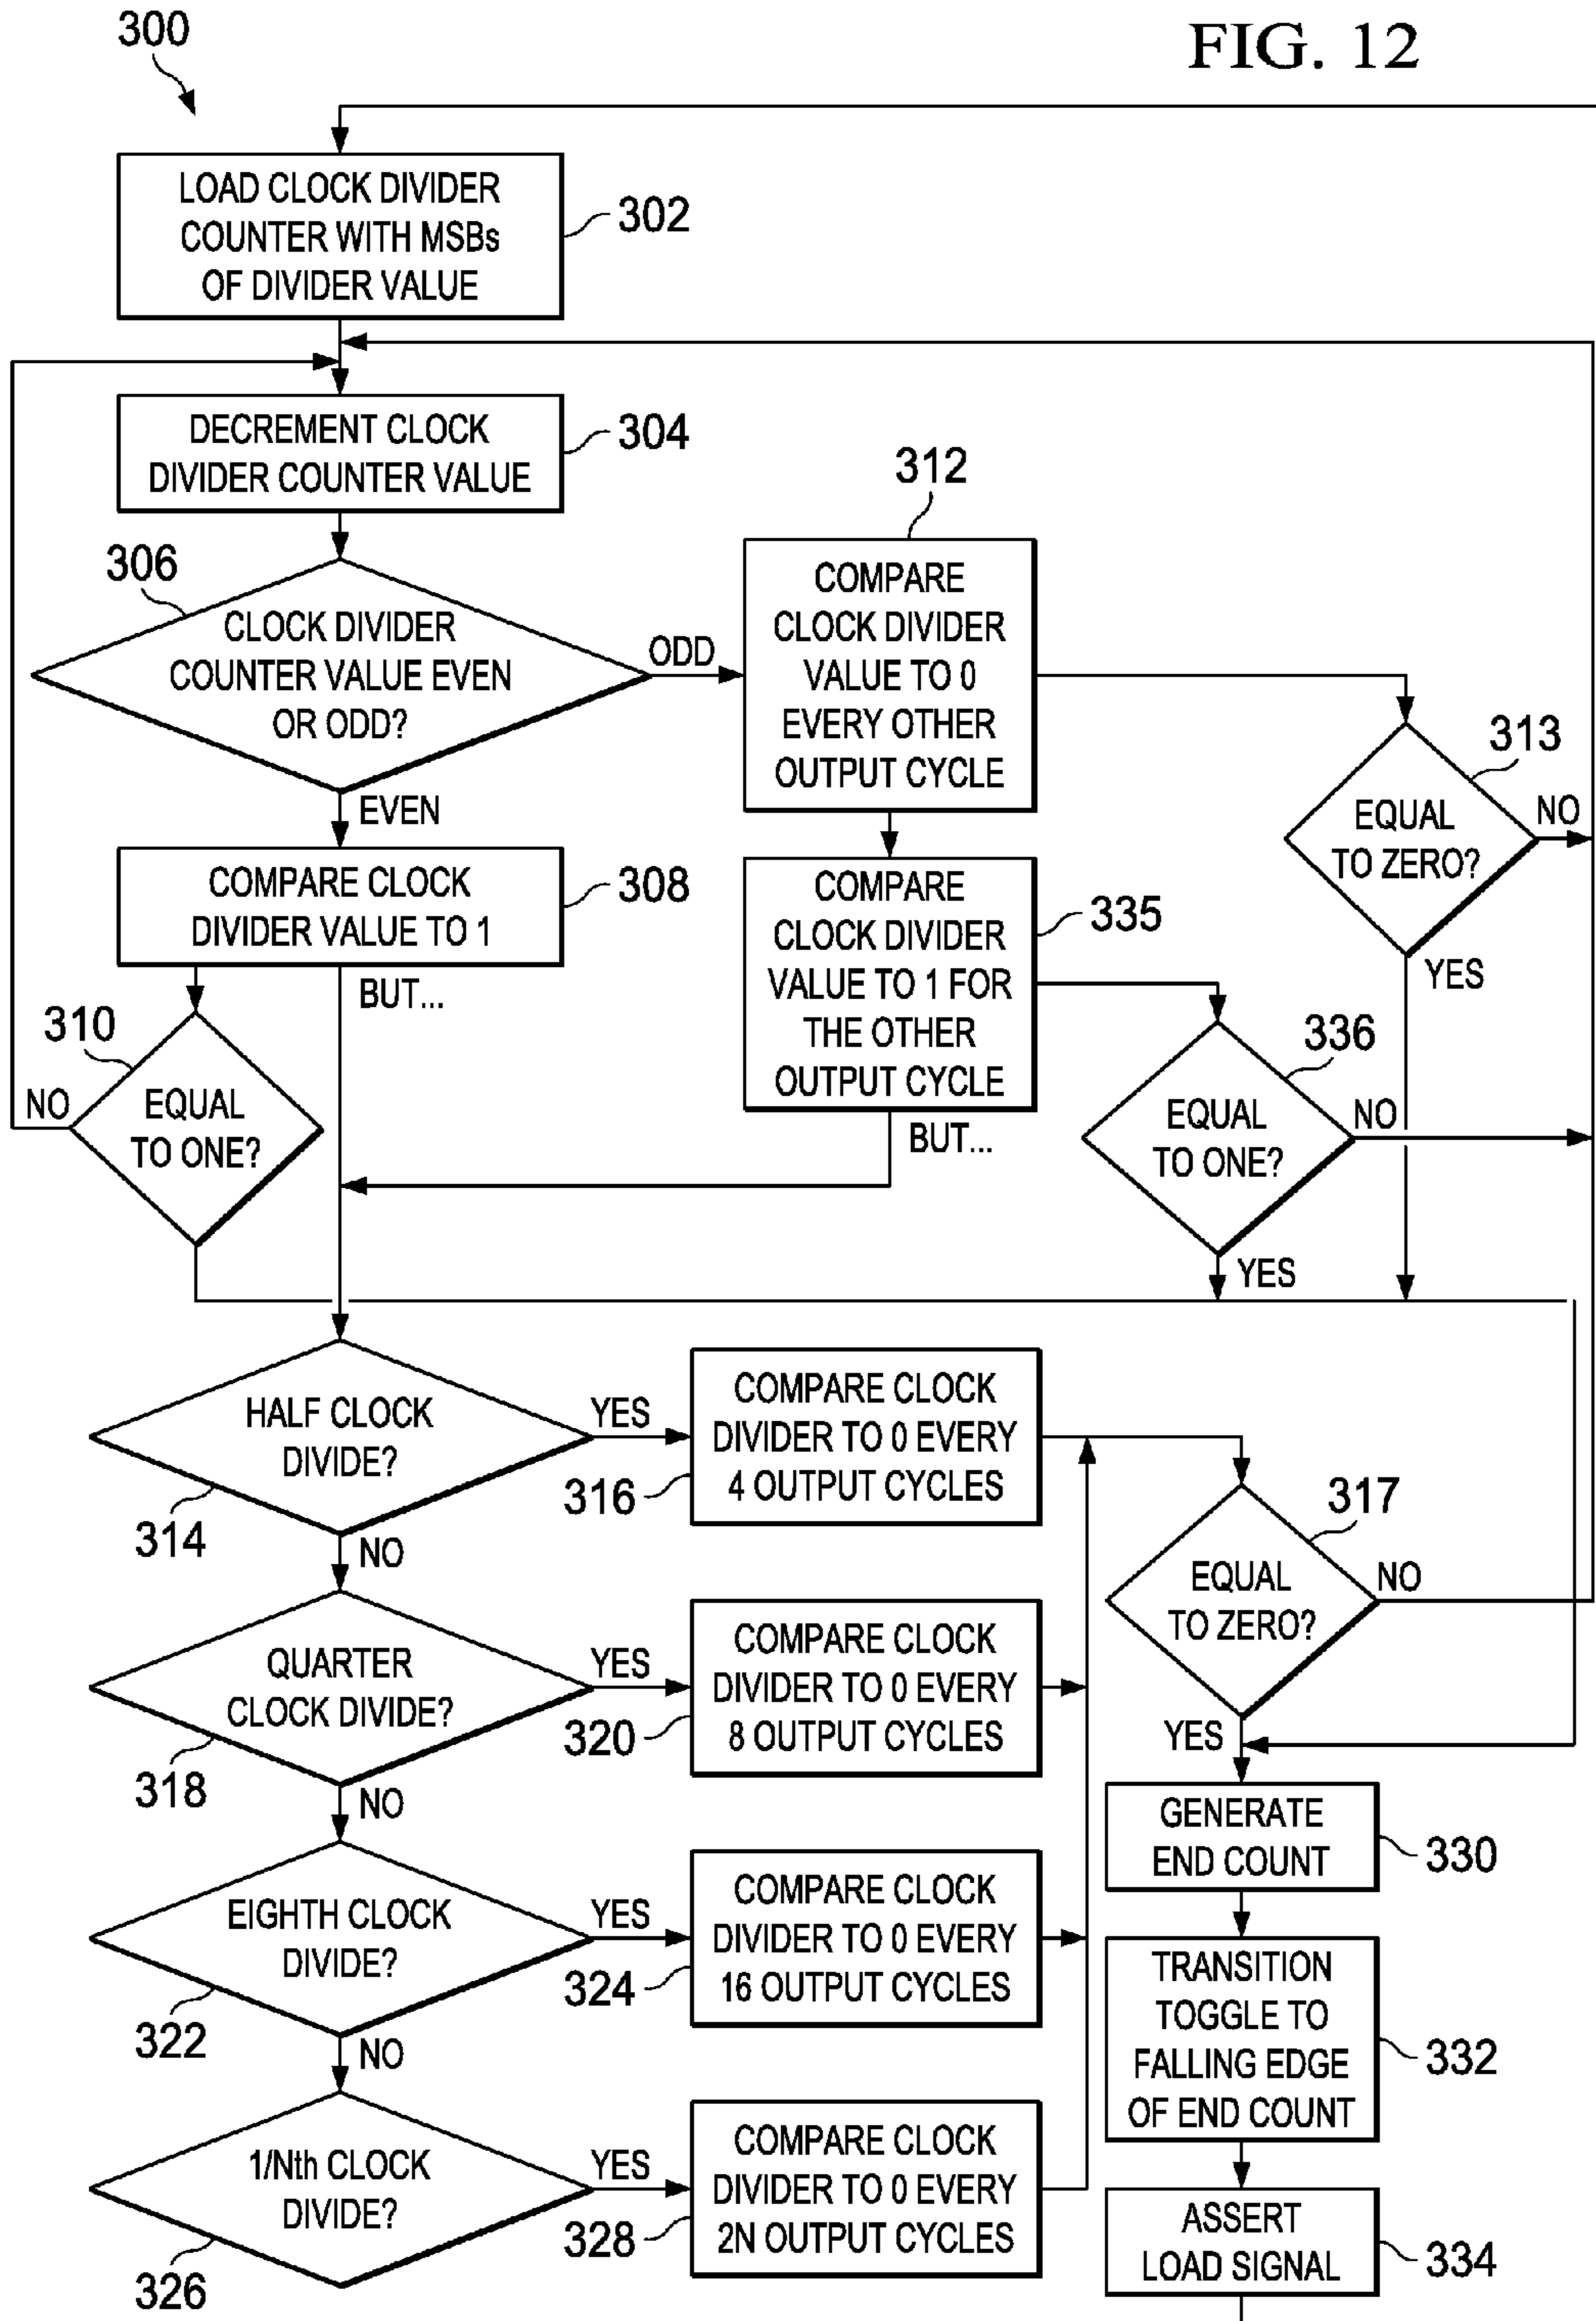 300
FIG. 12
LOAD CLOCK DIVIDER
COUNTER WITH MSBs
OF DIVIDER VALUE
302
DECREMENT CLOCK
DIVIDER COUNTER VALUE
304
306
CLOCK DIVIDER
COUNTER VALUE EVEN
OR ODD?
ODD
EVEN
312
COMPARE
CLOCK DIVIDER
VALUE TO 0
EVERY OTHER
OUTPUT CYCLE
313
EQUAL
TO ZERO?
NO
YES
COMPARE CLOCK
DIVIDER VALUE TO 1
308
BUT...
310
EQUAL
TO ONE?
NO
COMPARE
CLOCK DIVIDER
VALUE TO 1 FOR
THE OTHER
OUTPUT CYCLE
335
BUT...
336
EQUAL
TO ONE?
NO
YES
HALF CLOCK
DIVIDE?
314
YES
NO
COMPARE CLOCK
DIVIDER TO 0 EVERY
4 OUTPUT CYCLES
316
317
EQUAL
TO ZERO?
NO
YES
QUARTER
CLOCK DIVIDE?
318
YES
NO
COMPARE CLOCK
DIVIDER TO 0 EVERY
8 OUTPUT CYCLES
320
EIGHTH CLOCK
DIVIDE?
322
YES
NO
COMPARE CLOCK
DIVIDER TO 0 EVERY
16 OUTPUT CYCLES
324
1/Nth CLOCK
DIVIDE?
326
YES
COMPARE CLOCK
DIVIDER TO 0 EVERY
2N OUTPUT CYCLES
328
GENERATE
END COUNT
330
TRANSITION
TOGGLE TO
FALLING EDGE
OF END COUNT
332
ASSERT
LOAD SIGNAL
334